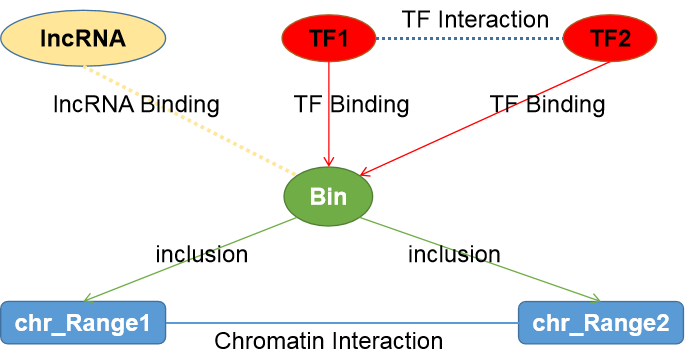 lncRNA
TF1
TF Interaction
TF2
lncRNA Binding
TF Binding
TF Binding
Bin
inclusion
inclusion
chr_Range1
chr_Range2
Chromatin Interaction